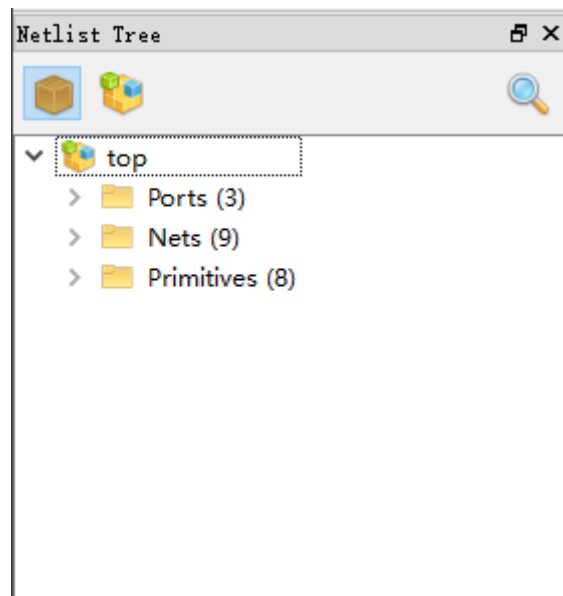 Netlist Tree
top
Ports (3)
Nets (9)
Primitives (8)